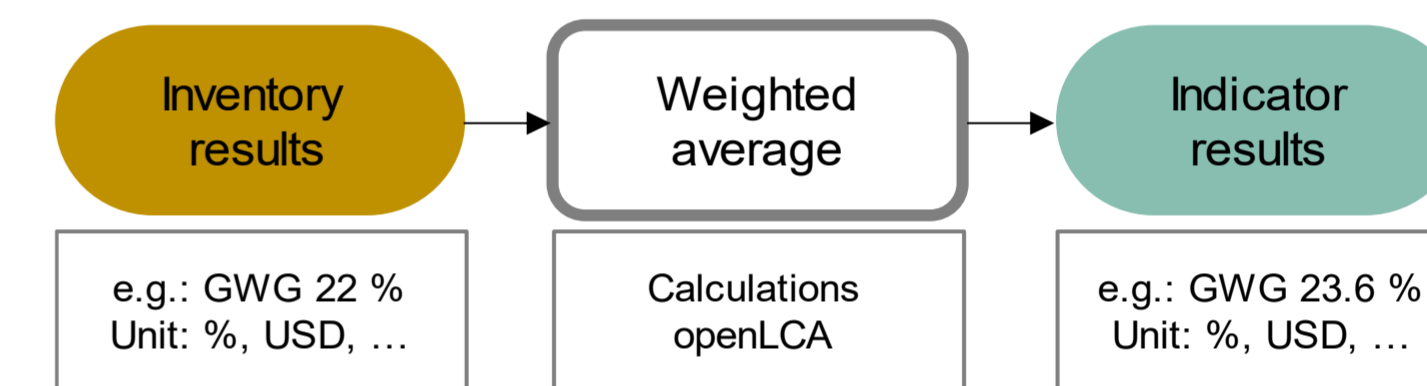 Inventory
results
Weighted
average
Indicator
results
e.g.: GWG 22 %
Unit: %, USD, …
Calculations
openLCA
e.g.: GWG 23.6 %
Unit: %, USD, …